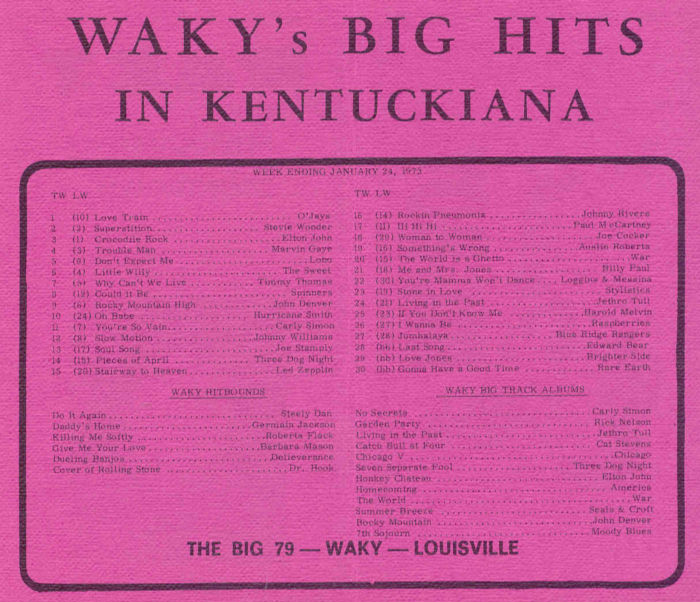 WAKY's BIG HITS
IN KENTUCKIANA
WEEK ENDING JANUARY 24, 1973
TW LW
1 (10) Love Train O'Jays
2 (2) Superstition Stevie Wonder
3 (1) Crocodile Rock Elton John
4 (3) Trouble Man Marvin Gaye
5 (9) Don't Expect Me Lobo
6 (4) Little Willy The Sweet
7 (5) Why Can't We Live Timmy Thomas
8 (19) Could it Be Spinners
9 (6) Rocky Mountain High John Denver
10 (24) Oh Babe Hurricane Smith
11 (7) You're So Vain Carly Simon
12 (8) Slow Motion Johnny Williams
13 (17) Soul Song Joe Stamply
14 (15) Pieces of April Three Dog Night
15 (20) Stairway to Heaven Led Zepplin
WAKY HITBOUNDS
Do It Again Steely Dan
Daddy's Home Germain Jackson
Killing Me Softly Roberta Flack
Give Me Your Love Barbara Mason
Dueling Banjos Delieverance
Cover of Rolling Stone Dr. Hook
TW LW
16 (14) Rockin Pneumonia Johnny Rivers
17 (11) Hi Hi Hi Paul McCartney
18 (29) Woman to Woman Joe Cocker
19 (16) Something's Wrong Austin Roberts
20 (13) The World is a Ghetto War
21 (18) Me and Mrs. Jones Billy Paul
22 (30) You're Mamma Won't Dance Loggins & Messina
23 Stone in Love Stylistics
24 (21) Living in the Past Jethro Tull
25 (23) If You Don't Know Me Harold Melvin
26 (27) I Wanna Be Raspberries
27 (28) Jambalaya Blue Ridge Rangers
28 (hb) Last Song Edward Bear
29 (hb) Love Jones Brighter Side
30 (hb) Gonna Have a Good Time Rare Earth
WAKY BIG TRACK ALBUMS
No Secrets Carly Simon
Garden Party Rick Nelson
Living in the Past Jethro Tull
Catch Bull at Four Cat Stevens
Chicago V Chicago
Seven Separate Fool Three Dog Night
Honkey Chateau Elton John
Homecoming America
The World War
Summer Breeze Seals & Croft
Rocky Mountain John Denver
7th Sojourn Moody Blues
THE BIG 79 — WAKY — LOUISVILLE